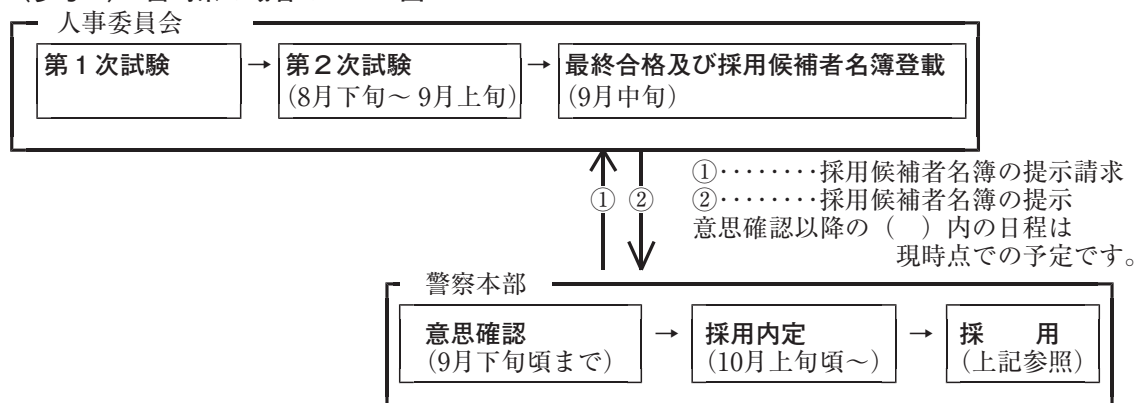 人事委員会
第１次試験 → 第２次試験 → 最終合格及び採用候補者名簿登載
（8月下旬～9月上旬） （9月中旬）
①････････採用候補者名簿の提示請求
① ② ②････････採用候補者名簿の提示
意思確認以降の（　）内の日程は
現時点での予定です。
警察本部
意思確認 → 採用内定 → 採　　用
（9月下旬頃まで） （10月上旬頃～） （上記参照）